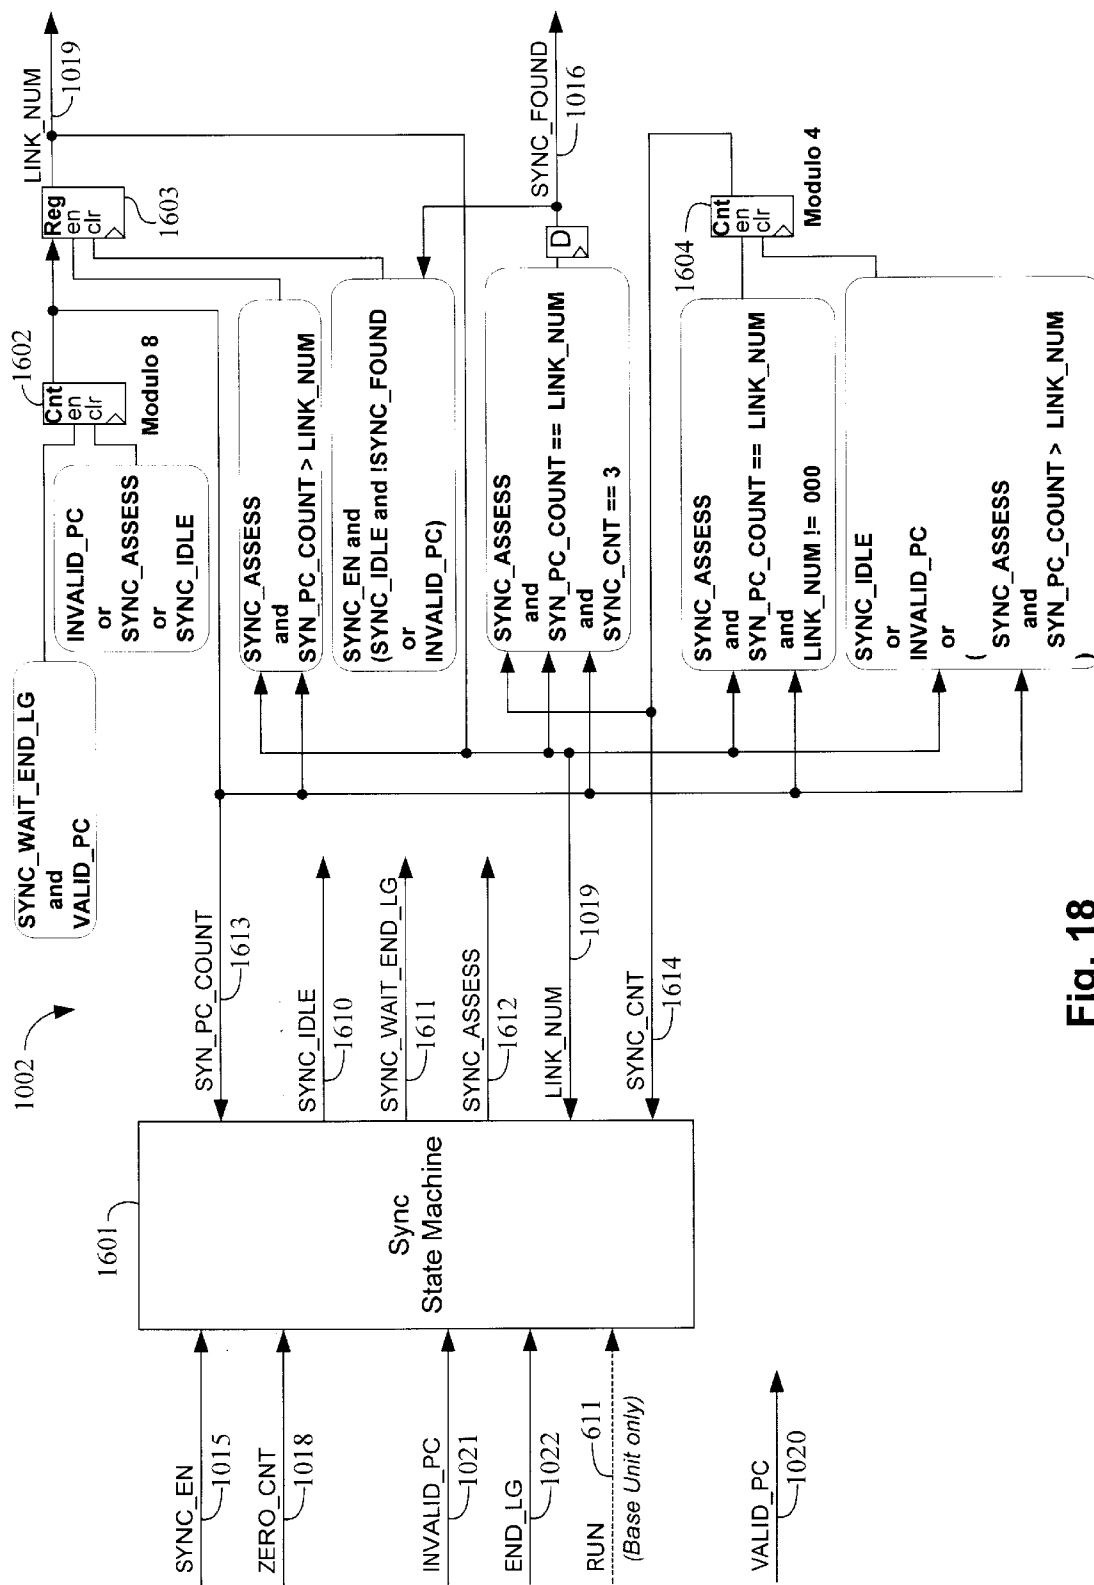 1002
SYNC_EN
1015
ZERO_CNT
1018
INVALID_PC
1021
END_LG
1022
RUN
611
(Base Unit only)
VALID_PC
1020
1601
Sync
State Machine
SYN_PC_COUNT
1613
SYNC_IDLE
1610
SYNC_WAIT_END_LG
1611
SYNC_ASSESS
1612
LINK_NUM
1019
SYNC_CNT
1614
SYNC_WAIT_END_LG
and
VALID_PC
INVALID_PC
or
SYNC_ASSESS
or
SYNC_IDLE
1602
Cnt
en
clr
Modulo 8
SYNC_ASSESS
and
SYN_PC_COUNT > LINK_NUM
SYNC_EN and
(SYNC_IDLE and !SYNC_FOUND
or
INVALID_PC)
Reg
en
clr
1603
LINK_NUM
1019
SYNC_ASSESS
and
SYN_PC_COUNT == LINK_NUM
and
SYNC_CNT == 3
D
SYNC_FOUND
1016
SYNC_ASSESS
and
SYN_PC_COUNT == LINK_NUM
and
LINK_NUM != 000
1604
Cnt
en
clr
Modulo 4
SYNC_IDLE
or
INVALID_PC
or
( SYNC_ASSESS
and
SYN_PC_COUNT > LINK_NUM
)
Fig. 18